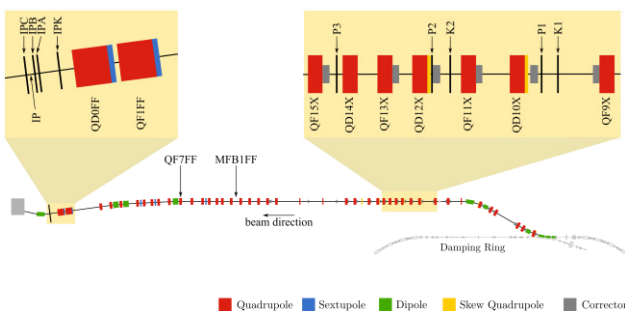 IPC
IPB
IPA
IPK
IP
QD0FF
QF1FF
P3
P2
K2
P1
K1
QF15X
QD14X
QF13X
QD12X
QF11X
QD10X
QF9X
QF7FF
MFB1FF
beam direction
Damping Ring
Quadrupole
Sextupole
Dipole
Skew Quadrupole
Corrector